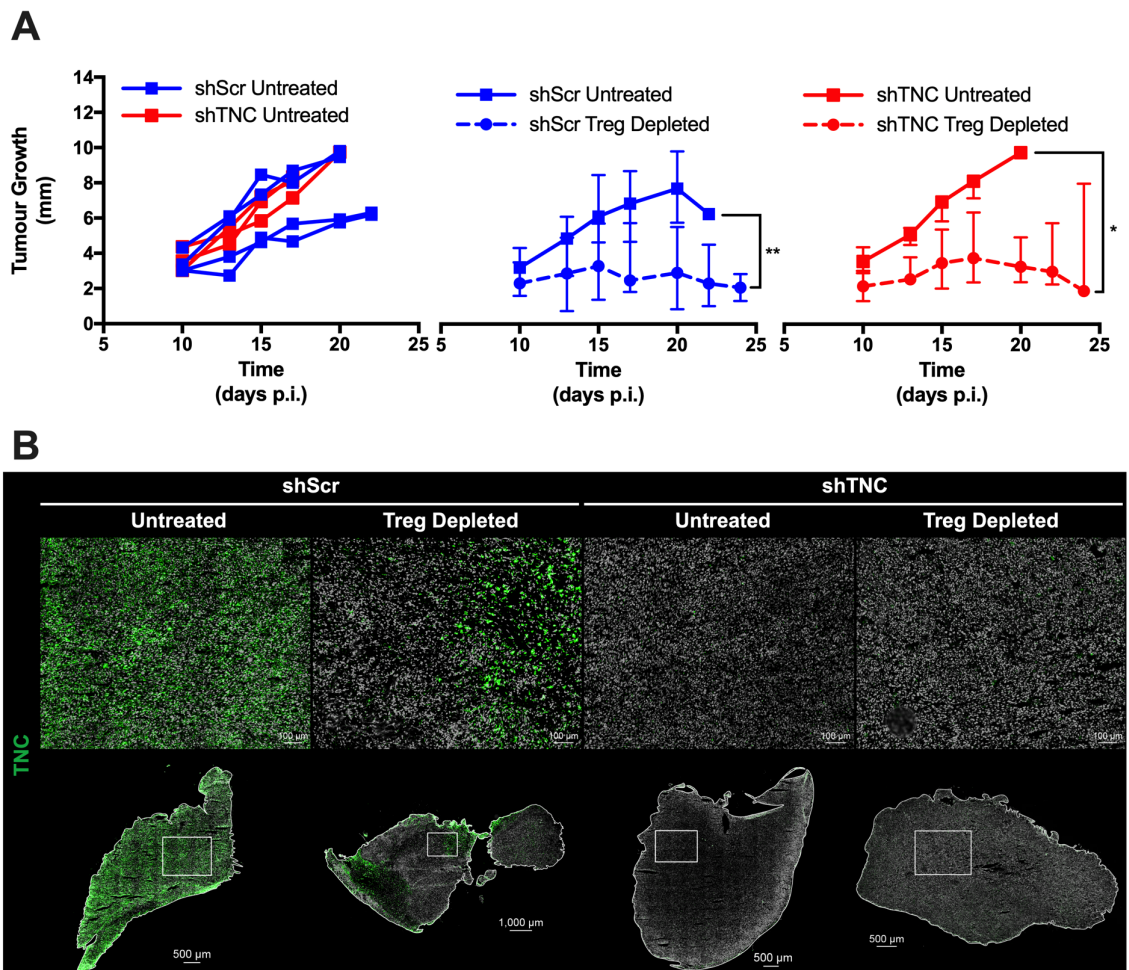 A
shScr Untreated
shTNC Untreated
14
12
10
8
6
4
2
0
Tumour Growth
(mm)
5 10 15 20 25
Time
(days p.i.)
shScr Untreated
shScr Treg Depleted
**
5 10 15 20 25
Time
(days p.i.)
shTNC Untreated
shTNC Treg Depleted
*
5 10 15 20 25
Time
(days p.i.)
B
shScr shTNC
Untreated Treg Depleted Untreated Treg Depleted
TNC
100 µm 100 µm 100 µm 100 µm
500 µm 1,000 µm 500 µm 500 µm